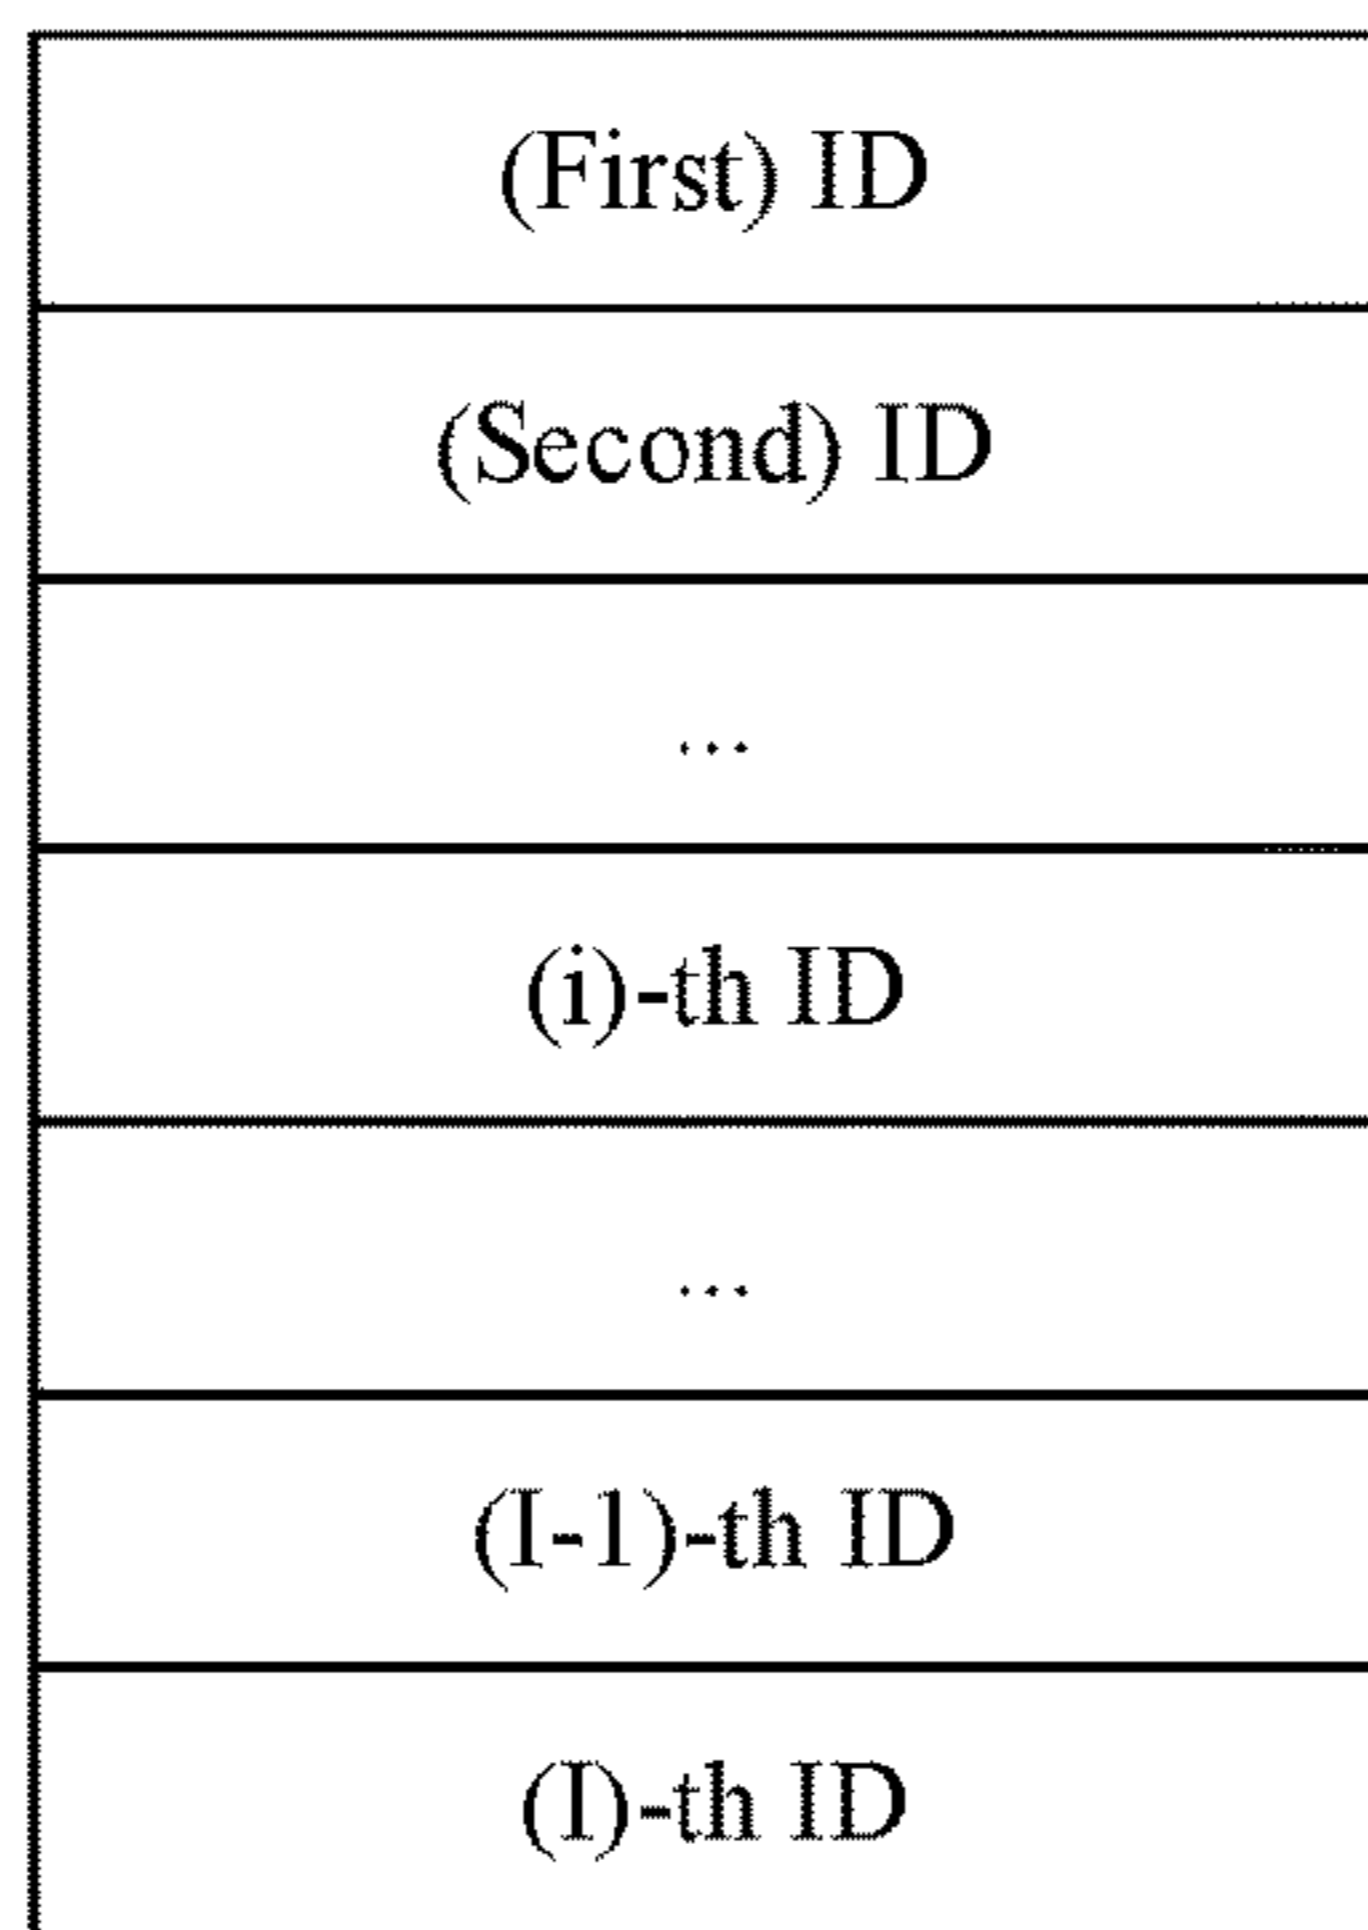 (First) ID
(Second) ID
...
(i)-th ID
...
(I-1)-th ID
(I)-th ID